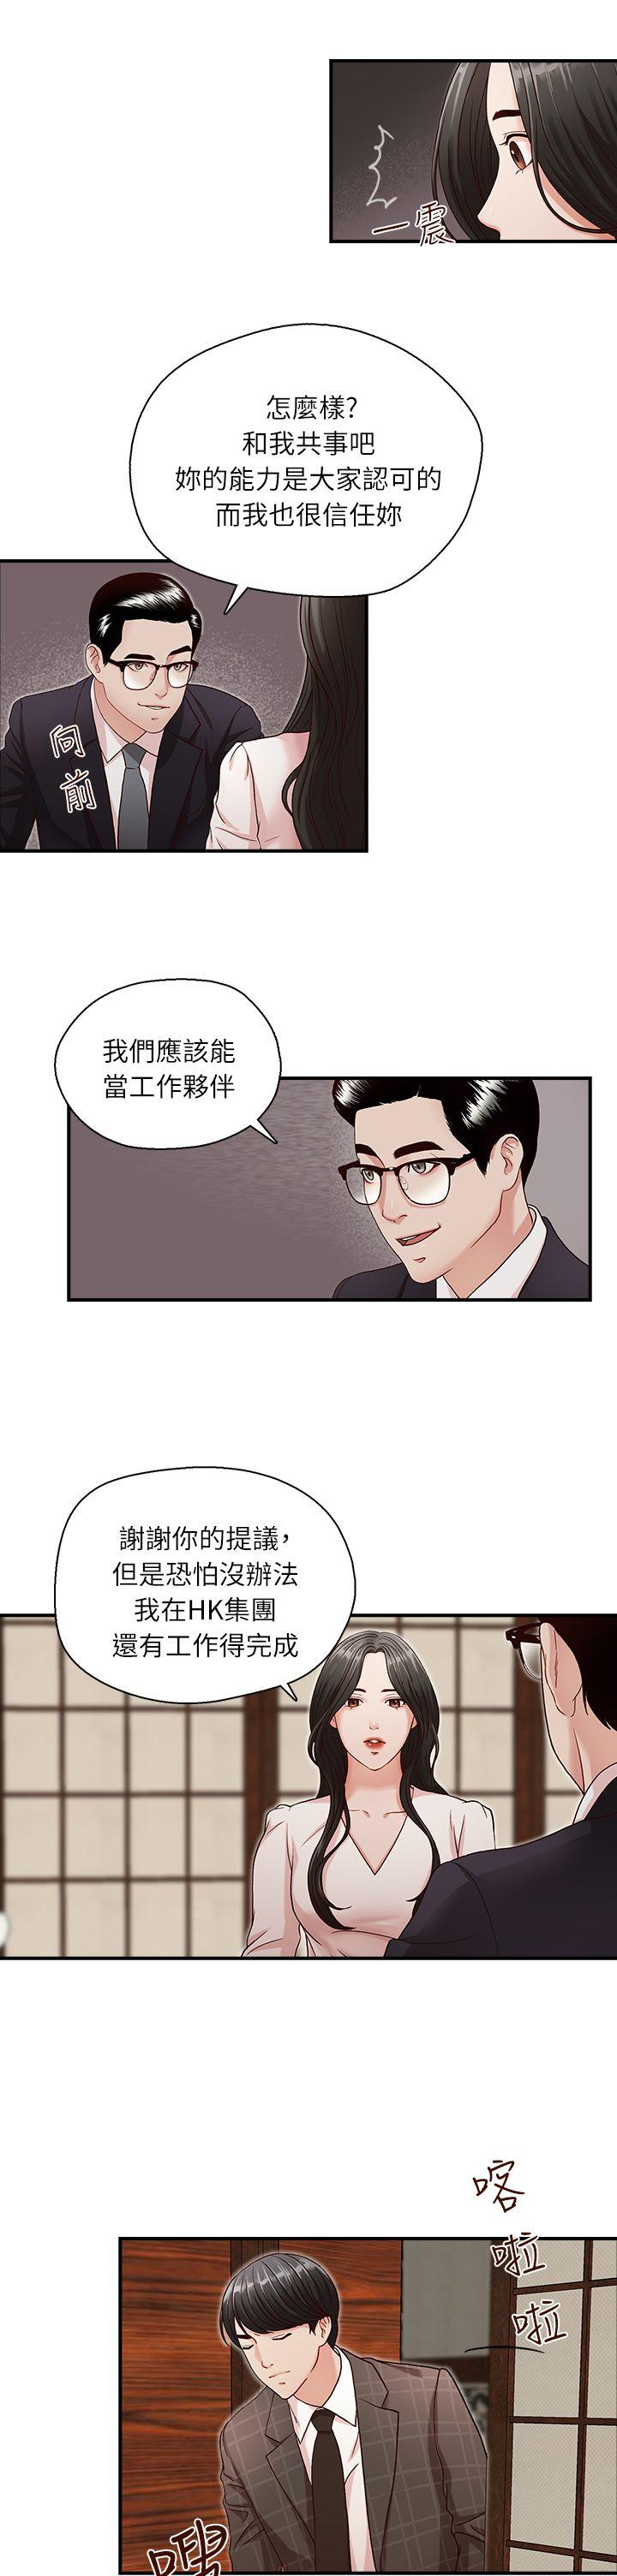 一震
怎麼樣?
和我共事吧
妳的能力是大家認可的
而我也很信任妳
向前
我們應該能
當工作夥伴
謝謝你的提議,
但是恐怕沒辦法
我在HK集團
還有工作得完成
喀啦啦
嗯